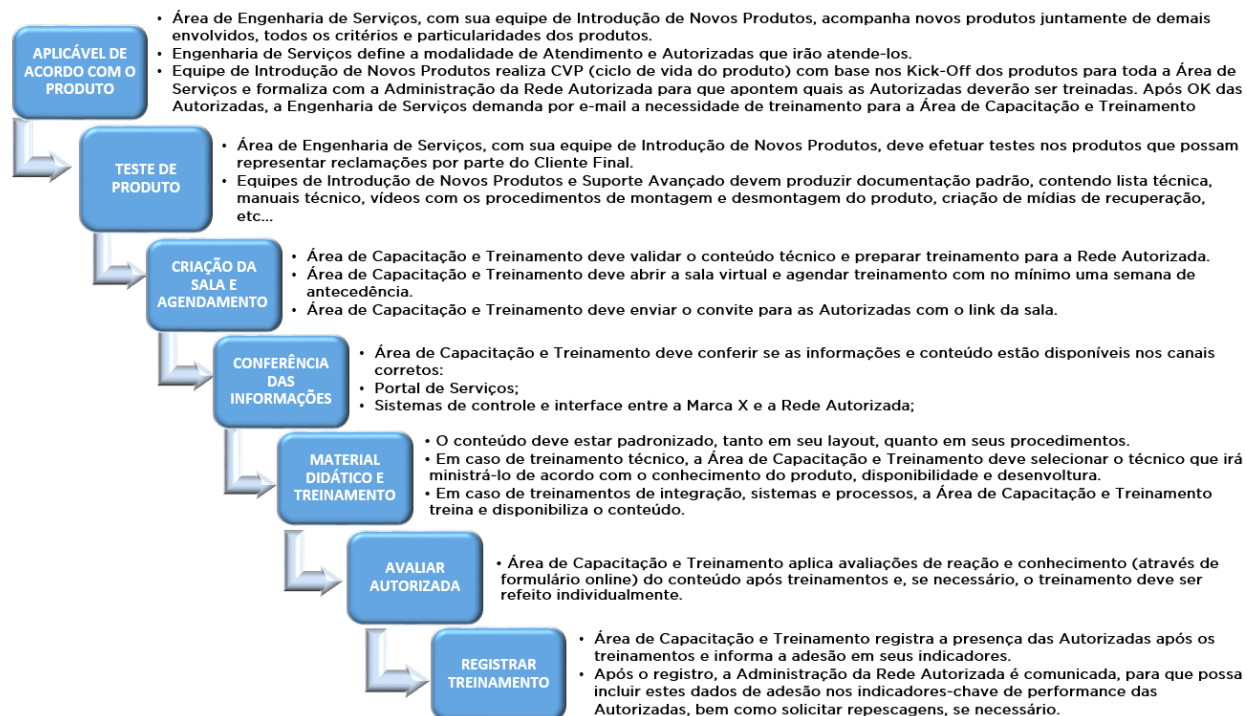 APLICÁVEL DE
ACORDO COM O
PRODUTO
• Área de Engenharia de Serviços, com sua equipe de Introdução de Novos Produtos, acompanha novos produtos juntamente de demais
envolvidos, todos os critérios e particularidades dos produtos.
• Engenharia de Serviços define a modalidade de Atendimento e Autorizadas que irão atende-los.
• Equipe de Introdução de Novos Produtos realiza CVP (ciclo de vida do produto) com base nos Kick-Off dos produtos para toda a Área de
Serviços e formaliza com a Administração da Rede Autorizada para que apontem quais as Autorizadas deverão ser treinadas. Após OK das
Autorizadas, a Engenharia de Serviços demanda por e-mail a necessidade de treinamento para a Área de Capacitação e Treinamento
TESTE DE
PRODUTO
• Área de Engenharia de Serviços, com sua equipe de Introdução de Novos Produtos, deve efetuar testes nos produtos que possam
representar reclamações por parte do Cliente Final.
• Equipes de Introdução de Novos Produtos e Suporte Avançado devem produzir documentação padrão, contendo lista técnica,
manuais técnico, vídeos com os procedimentos de montagem e desmontagem do produto, criação de mídias de recuperação,
etc...
CRIAÇÃO DA
SALA E
AGENDAMENTO
• Área de Capacitação e Treinamento deve validar o conteúdo técnico e preparar treinamento para a Rede Autorizada.
• Área de Capacitação e Treinamento deve abrir a sala virtual e agendar treinamento com no mínimo uma semana de
antecedência.
• Área de Capacitação e Treinamento deve enviar o convite para as Autorizadas com o link da sala.
CONFERÊNCIA
DAS
INFORMAÇÕES
• Área de Capacitação e Treinamento deve conferir se as informações e conteúdo estão disponíveis nos canais
corretos:
• Portal de Serviços;
• Sistemas de controle e interface entre a Marca X e a Rede Autorizada;
MATERIAL
DIDÁTICO E
TREINAMENTO
• O conteúdo deve estar padronizado, tanto em seu layout, quanto em seus procedimentos.
• Em caso de treinamento técnico, a Área de Capacitação e Treinamento deve selecionar o técnico que irá
ministrá-lo de acordo com o conhecimento do produto, disponibilidade e desenvoltura.
• Em caso de treinamentos de integração, sistemas e processos, a Área de Capacitação e Treinamento
treina e disponibiliza o conteúdo.
AVALIAR
AUTORIZADA
• Área de Capacitação e Treinamento aplica avaliações de reação e conhecimento (através de
formulário online) do conteúdo após treinamentos e, se necessário, o treinamento deve ser
refeito individualmente.
REGISTRAR
TREINAMENTO
• Área de Capacitação e Treinamento registra a presença das Autorizadas após os
treinamentos e informa a adesão em seus indicadores.
• Após o registro, a Administração da Rede Autorizada é comunicada, para que possa
incluir estes dados de adesão nos indicadores-chave de performance das
Autorizadas, bem como solicitar repescagens, se necessário.